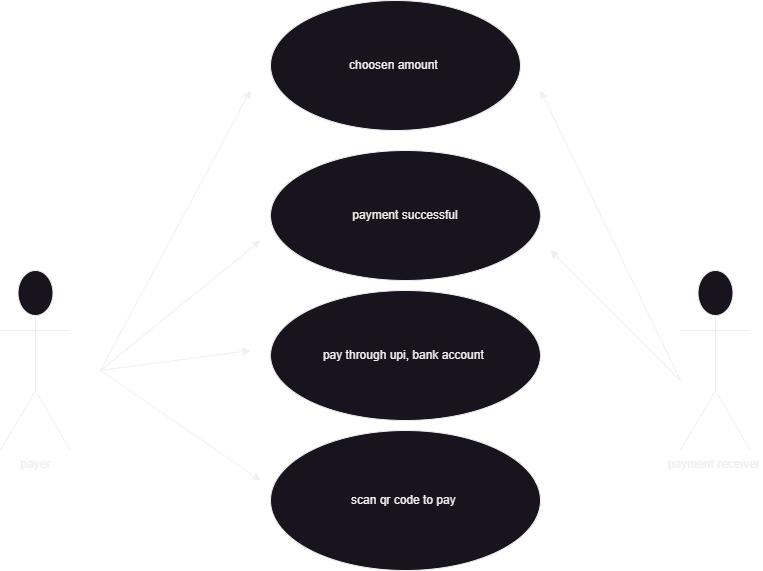 choosen amount
payment successful
pay through upi, bank account
scan qr code to pay
payer
payment receiver